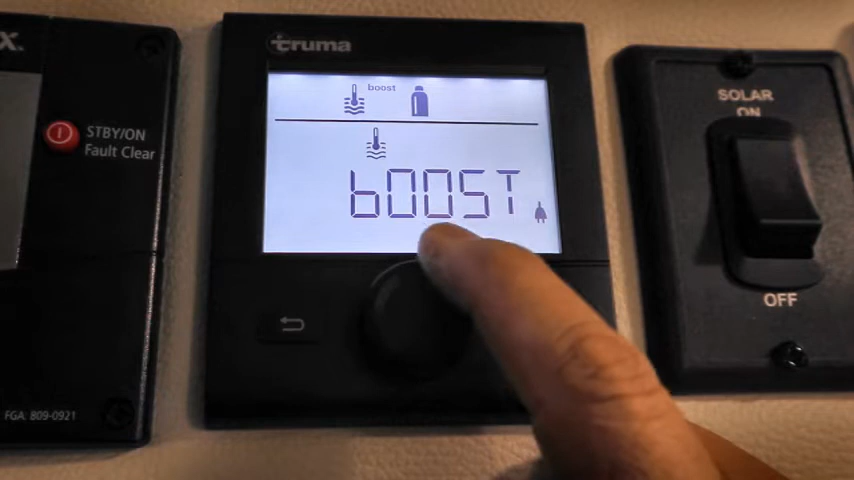 x.
STBY/ON
Fault Clear
FGA: 809-0921
truma
boost
bOOST
SOLAR
ON
OFF